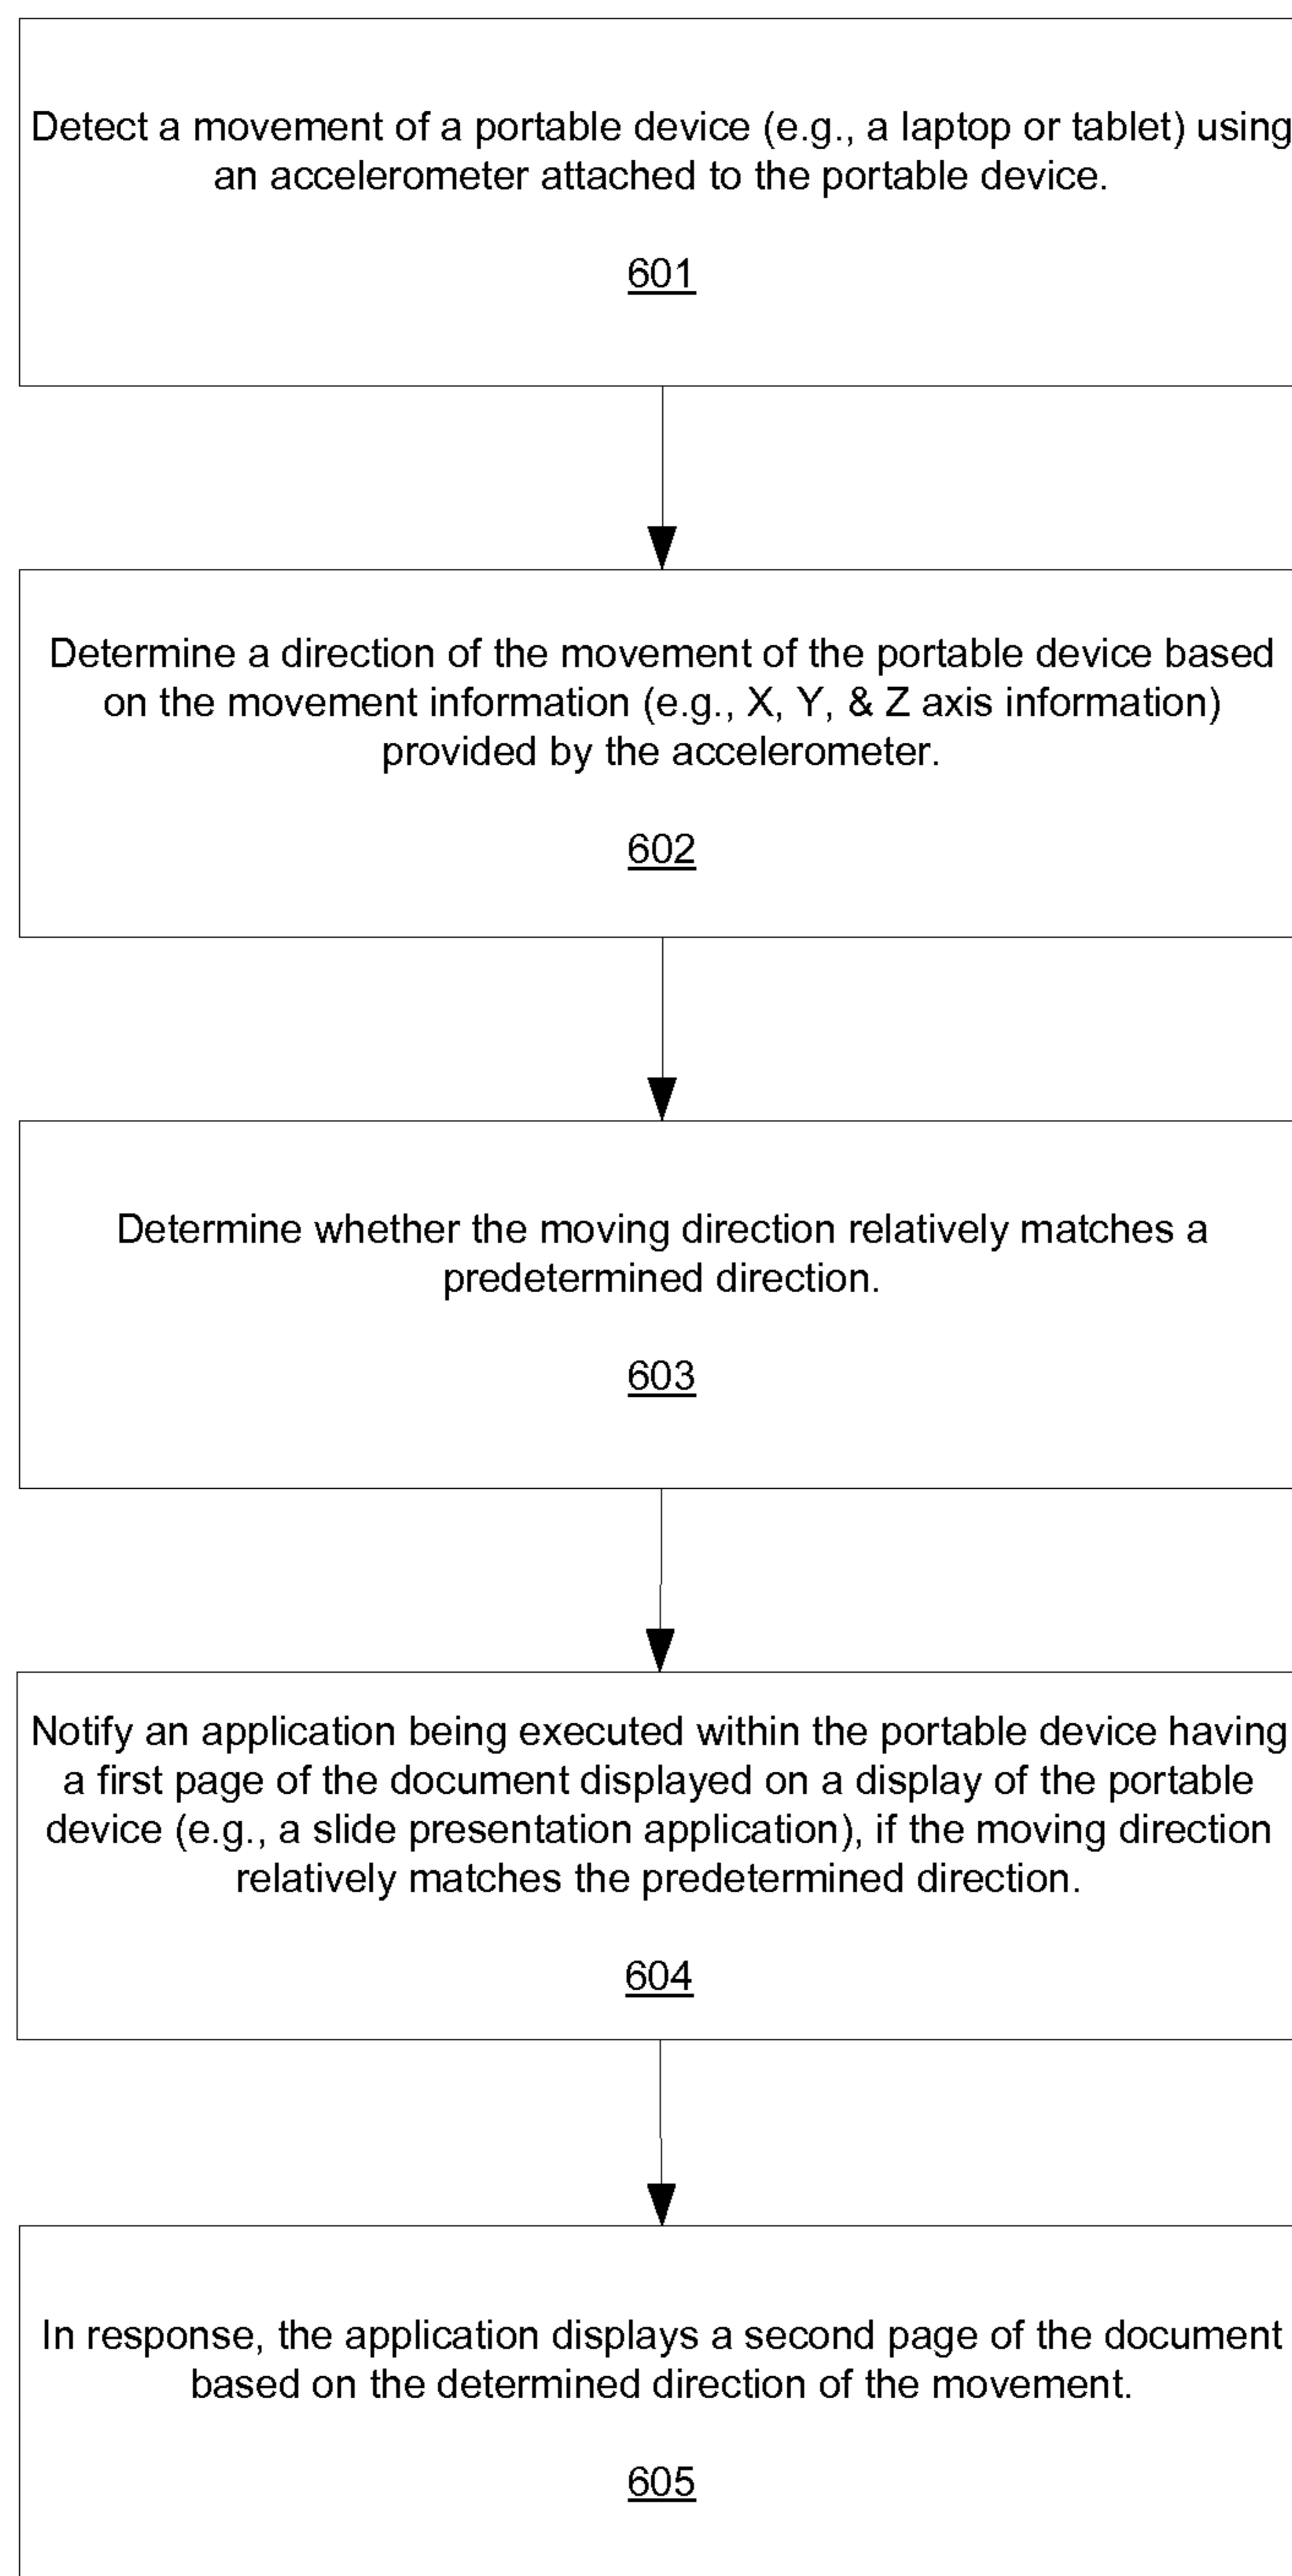 Detect a movement of a portable device (e.g., a laptop or tablet) using
an accelerometer attached to the portable device.
601
Determine a direction of the movement of the portable device based
on the movement information (e.g., X, Y, & Z axis information)
provided by the accelerometer.
602
Determine whether the moving direction relatively matches a
predetermined direction.
603
Notify an application being executed within the portable device having
a first page of the document displayed on a display of the portable
device (e.g., a slide presentation application), if the moving direction
relatively matches the predetermined direction.
604
In response, the application displays a second page of the document
based on the determined direction of the movement.
605